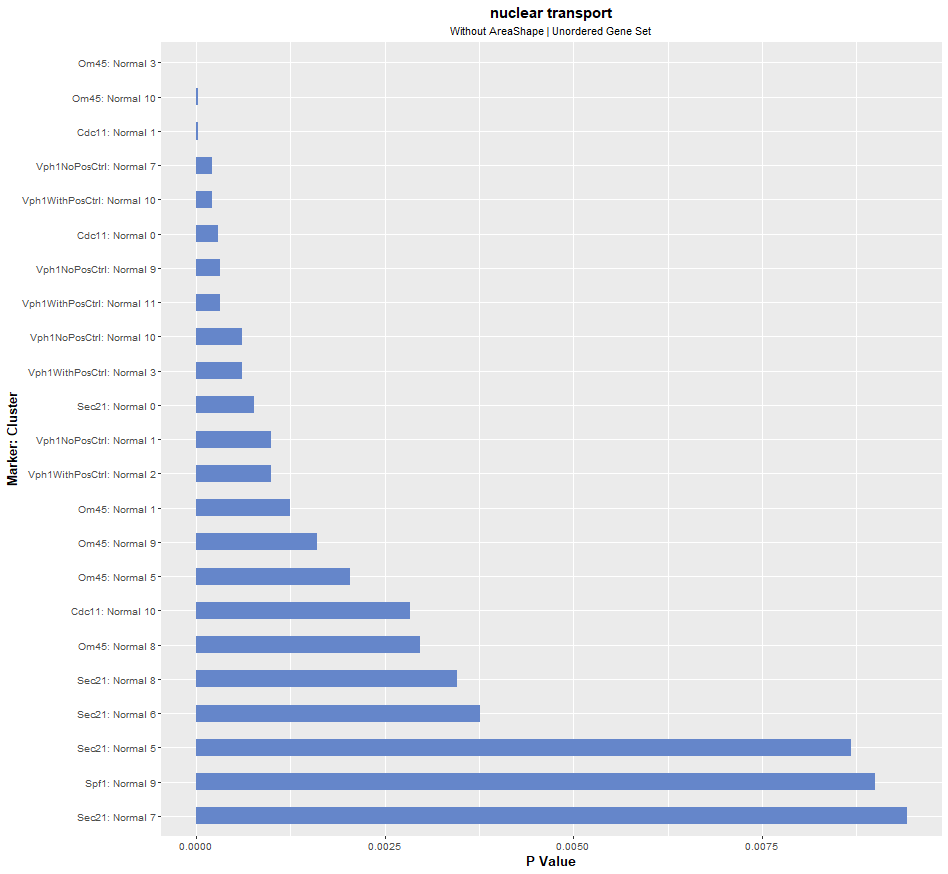 nuclear transport
Without AreaShape | Unordered Gene Set
Marker: Cluster
Om45: Normal 3
Om45: Normal 10
Cdc11: Normal 1
Vph1NoPosCtrl: Normal 7
Vph1WithPosCtrl: Normal 10
Cdc11: Normal 0
Vph1NoPosCtrl: Normal 9
Vph1WithPosCtrl: Normal 11
Vph1NoPosCtrl: Normal 10
Vph1WithPosCtrl: Normal 3
Sec21: Normal 0
Vph1NoPosCtrl: Normal 1
Vph1WithPosCtrl: Normal 2
Om45: Normal 1
Om45: Normal 9
Om45: Normal 5
Cdc11: Normal 10
Om45: Normal 8
Sec21: Normal 8
Sec21: Normal 6
Sec21: Normal 5
Spf1: Normal 9
Sec21: Normal 7
0.0000 0.0025 0.0050 0.0075
P Value